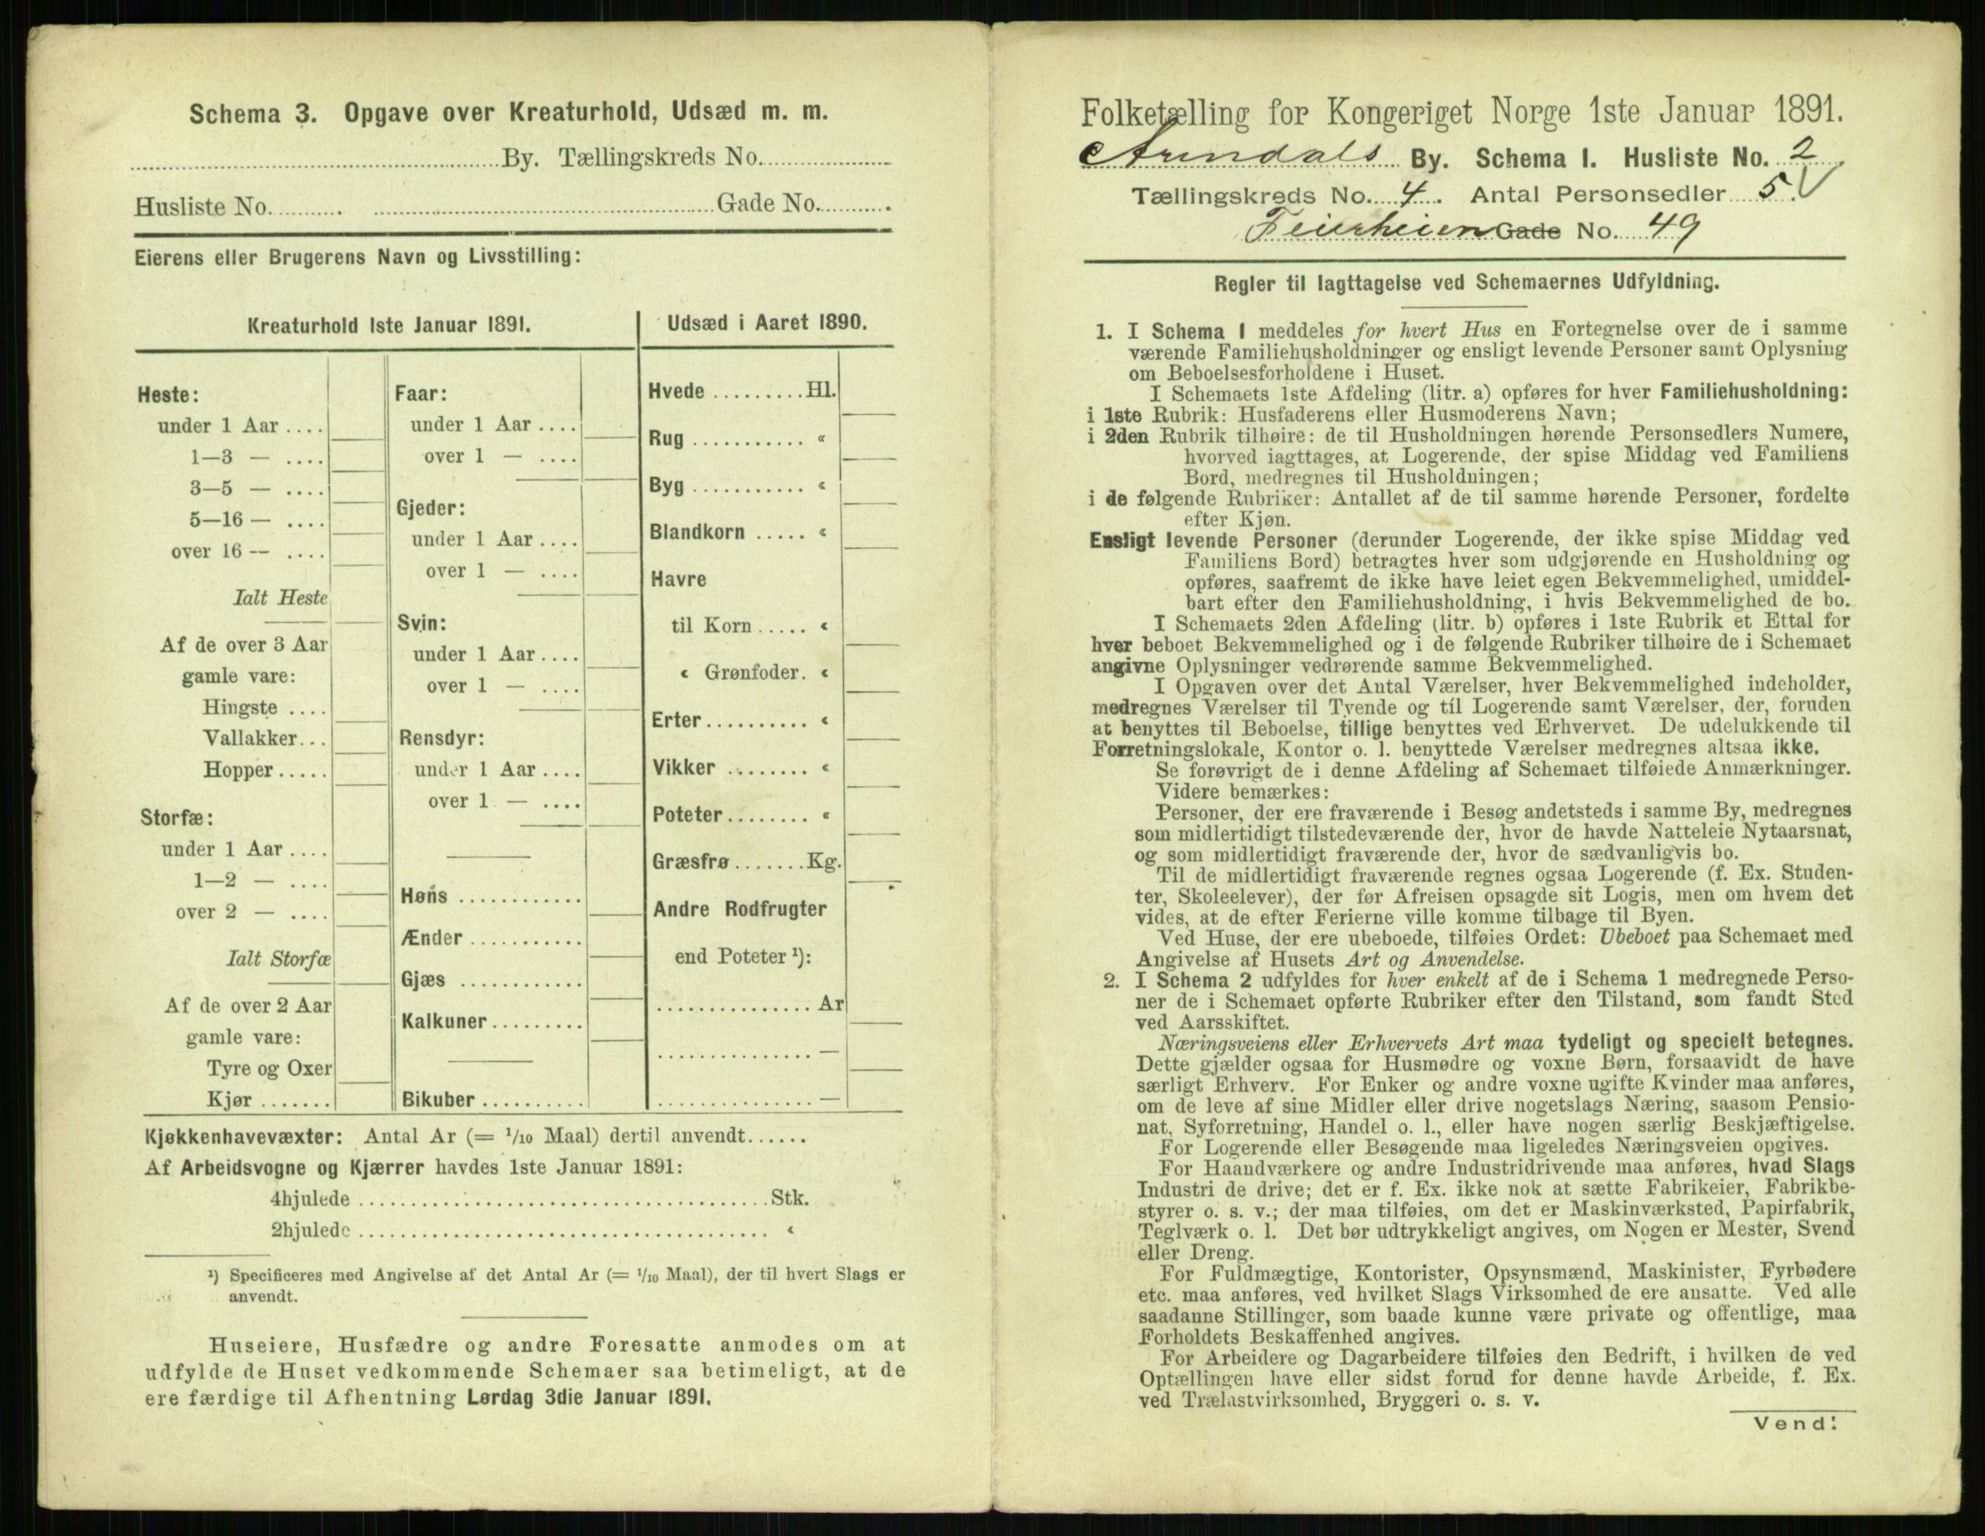 Schema 3. Opgave over Kreaturhold, Udsæd m. m.
By. Tællingskreds No.
Husliste No. Gade No.
Eierens eller Brugerens Navn og Livsstilling:
Kreaturhold 1ste Januar 1891.
Heste:
under 1 Aar
1—3 —
3—5 —
5—16 —
over 16 —
Ialt Heste
Af de over 3 Aar
gamle vare:
Hingste
Vallakker
Hopper
Storfæ:
under 1 Aar
1—2 —
over 2 —
Ialt Storfæ
Af de over 2 Aar
gamle vare:
Tyre og Oxer
Kjør
Faar:
under 1 Aar
over 1 —
Gjeder:
under 1 Aar
over 1 —
Svin:
under 1 Aar
over 1 —
Rensdyr:
under 1 Aar
over 1 —
Høns
Ænder
Gjæs
Kalkuner
Bikuber
Udsæd i Aaret 1890.
Hvede Hl.
Rug «
Byg «
Blandkorn «
Havre
til Korn «
« Grønfoder. «
Erter «
Vikker «
Poteter «
Græsfrø Kg.
Andre Rodfrugter
end Poteter ¹):
Ar
—
—
Kjøkkenhavevæxter: Antal Ar (= 1/10 Maal) dertil anvendt
Af Arbeidsvogne og Kjærrer havdes 1ste Januar 1891:
4hjulede Stk.
2hjulede «
¹) Specificeres med Angivelse af det Antal Ar (= 1/10 Maal), der til hvert Slags er
anvendt.
Huseiere, Husfædre og andre Foresatte anmodes om at
udfylde de Huset vedkommende Schemaer saa betimeligt, at de
ere færdige til Afhentning Lørdag 3die Januar 1891.
Folketælling for Kongeriget Norge 1ste Januar 1891.
Arendals By. Schema 1. Husliste No. 2
Tællingskreds No. 4. Antal Personsedler 5. V
Feierheien Gade No. 49
Regler til Iagttagelse ved Schemaernes Udfyldning.
1. I Schema 1 meddeles for hvert Hus en Fortegnelse over de i samme
værende Familiehusholdninger og ensligt levende Personer samt Oplysning
om Beboelsesforholdene i Huset.
I Schemaets 1ste Afdeling (litr. a) opføres for hver Familiehusholdning:
i 1ste Rubrik: Husfaderens eller Husmoderens Navn;
i 2den Rubrik tilhøire: de til Husholdningen hørende Personsedlers Numere,
hvorved iagttages, at Logerende, der spise Middag ved Familiens
Bord, medregnes til Husholdningen;
i de følgende Rubriker: Antallet af de til samme hørende Personer, fordelte
efter Kjøn.
Ensligt levende Personer (derunder Logerende, der ikke spise Middag ved
Familiens Bord) betragtes hver som udgjørende en Husholdning og
opføres, saafremt de ikke have leiet egen Bekvemmelighed, umiddel-
bart efter den Familiehusholdning, i hvis Bekvemmelighed de bo.
I Schemaets 2den Afdeling (litr. b) opføres i 1ste Rubrik et Ettal for
hver beboet Bekvemmelighed og i de følgende Rubriker tilhøire de i Schemaet
angivne Oplysninger vedrørende samme Bekvemmelighed.
I Opgaven over det Antal Værelser, hver Bekvemmelighed indeholder,
medregnes Værelser til Tyende og til Logerende samt Værelser, der, foruden
at benyttes til Beboelse, tillige benyttes ved Erhvervet. De udelukkende til
Forretningslokale, Kontor o. l. benyttede Værelser medregnes altsaa ikke.
Se forøvrigt de i denne Afdeling af Schemaet tilføiede Anmærkninger.
Videre bemærkes:
Personer, der ere fraværende i Besøg andetsteds i samme By, medregnes
som midlertidigt tilstedeværende der, hvor de havde Natteleie Nytaarsnat,
og som midlertidigt fraværende der, hvor de sædvanligvis bo.
Til de midlertidigt fraværende regnes ogsaa Logerende (f. Ex. Studen-
ter, Skoleelever), der før Afreisen opsagde sit Logis, men om hvem det
vides, at de efter Ferierne ville komme tilbage til Byen.
Ved Huse, der ere ubeboede, tilføies Ordet: Ubeboet paa Schemaet med
Angivelse af Husets Art og Anvendelse.
2. I Schema 2 udfyldes for hver enkelt af de i Schema 1 medregnede Perso-
ner de i Schemaet opførte Rubriker efter den Tilstand, som fandt Sted
ved Aarsskiftet.
Næringsveiens eller Erhvervets Art maa tydeligt og specielt betegnes.
Dette gjælder ogsaa for Husmødre og voxne Børn, forsaavidt de have
særligt Erhverv. For Enker og andre voxne ugifte Kvinder maa anføres,
om de leve af sine Midler eller drive nogetslags Næring, saasom Pensio-
nat, Syforretning, Handel o. l., eller have nogen særlig Beskjæftigelse.
For Logerende eller Besøgende maa ligeledes Næringsveien opgives.
For Haandværkere og andre Industridrivende maa anføres, hvad Slags
Industri de drive; det er f. Ex. ikke nok at sætte Fabrikeier, Fabrikbe-
styrer o. s. v.; der maa tilføies, om det er Maskinværksted, Papirfabrik,
Teglværk o. l. Det bør udtrykkeligt angives, om Nogen er Mester, Svend
eller Dreng.
For Fuldmægtige, Kontorister, Opsynsmænd, Maskinister, Fyrbødere
etc. maa anføres, ved hvilket Slags Virksomhed de ere ansatte. Ved alle
saadanne Stillinger, som baade kunne være private og offentlige, maa
Forholdets Beskaffenhed angives.
For Arbeidere og Dagarbeidere tilføies den Bedrift, i hvilken de ved
Optællingen have eller sidst forud for denne havde Arbeide, f. Ex.
ved Trælastvirksomhed, Bryggeri o. s. v.
Vend!